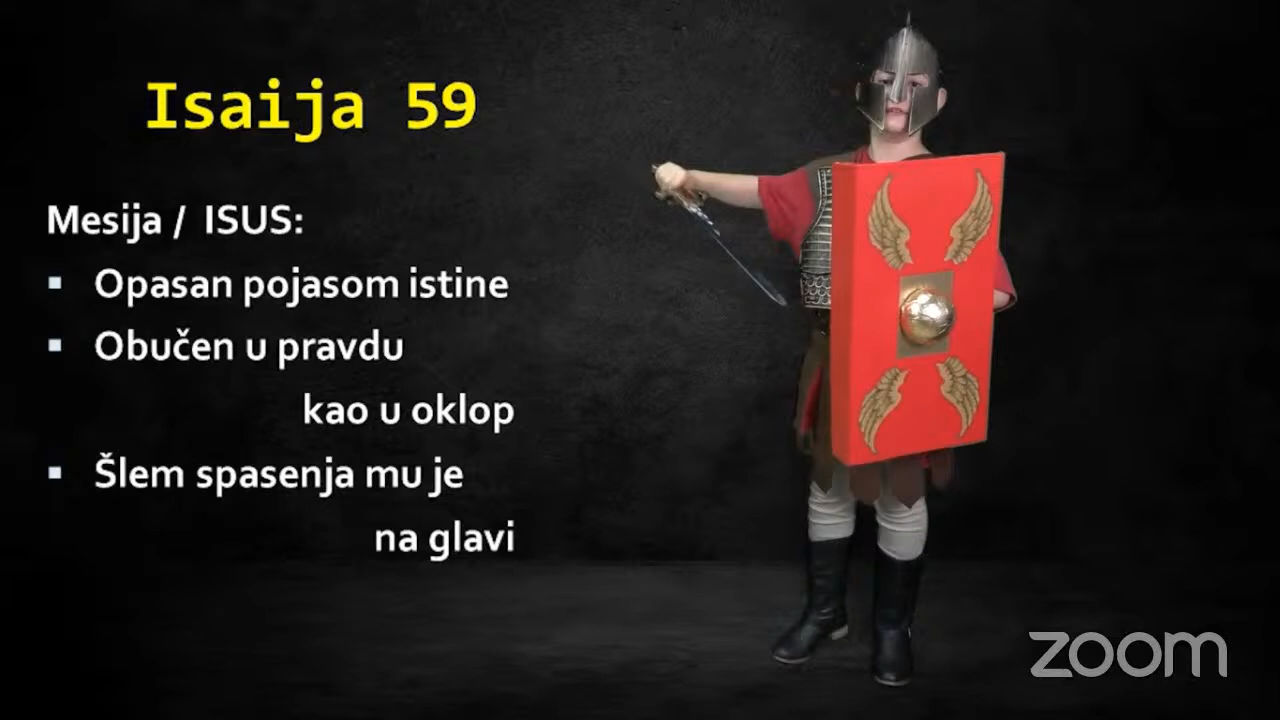 Isaija 59
Mesija / ISUS:
▪ Opasan pojasom istine
▪ Obučen u pravdu
kao u oklop
▪ Šlem spasenja mu je
na glavi
zoom